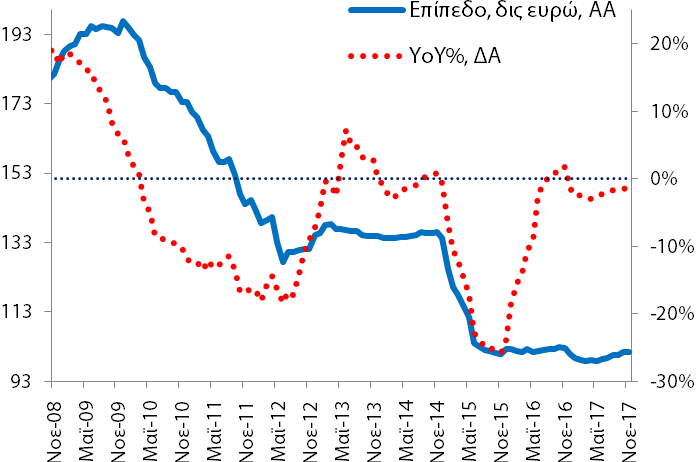 Επίπεδο, δις ευρώ, ΑΑ
YoY%, ΔΑ
193
173
153
133
113
93
20%
10%
0%
-10%
-20%
-30%
Νοε-08
Μαϊ-09
Νοε-09
Μαϊ-10
Νοε-10
Μαϊ-11
Νοε-11
Μαϊ-12
Νοε-12
Μαϊ-13
Νοε-13
Μαϊ-14
Νοε-14
Μαϊ-15
Νοε-15
Μαϊ-16
Νοε-16
Μαϊ-17
Νοε-17